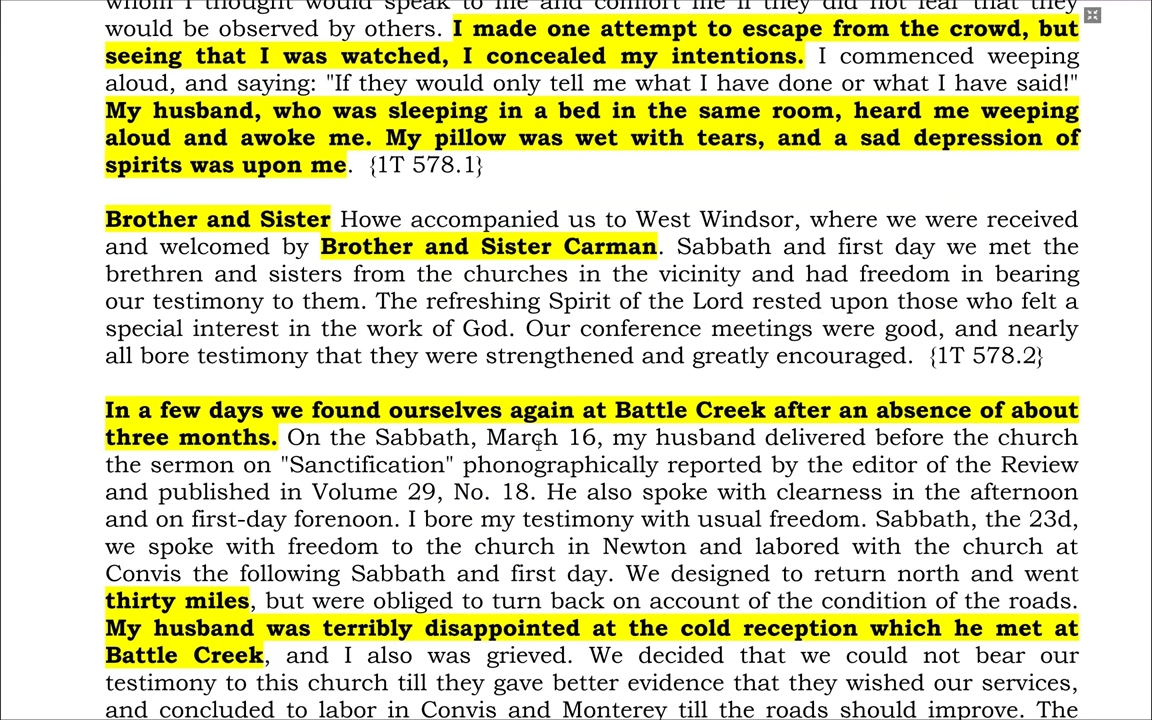 whom I thought would speak to me and comfort me if they did not fear that they
would be observed by others. I made one attempt to escape from the crowd, but
seeing that I was watched, I concealed my intentions. I commenced weeping
aloud, and saying: "If they would only tell me what I have done or what I have said!"
My husband, who was sleeping in a bed in the same room, heard me weeping
aloud and awoke me. My pillow was wet with tears, and a sad depression of
spirits was upon me. {1T 578.1}
Brother and Sister Howe accompanied us to West Windsor, where we were received
and welcomed by Brother and Sister Carman. Sabbath and first day we met the
brethren and sisters from the churches in the vicinity and had freedom in bearing
our testimony to them. The refreshing Spirit of the Lord rested upon those who felt a
special interest in the work of God. Our conference meetings were good, and nearly
all bore testimony that they were strengthened and greatly encouraged. {1T 578.2}
In a few days we found ourselves again at Battle Creek after an absence of about
three months. On the Sabbath, March 16, my husband delivered before the church
the sermon on "Sanctification" phonographically reported by the editor of the Review
and published in Volume 29, No. 18. He also spoke with clearness in the afternoon
and on first-day forenoon. I bore my testimony with usual freedom. Sabbath, the 23d,
we spoke with freedom to the church in Newton and labored with the church at
Convis the following Sabbath and first day. We designed to return north and went
thirty miles, but were obliged to turn back on account of the condition of the roads.
My husband was terribly disappointed at the cold reception which he met at
Battle Creek, and I also was grieved. We decided that we could not bear our
testimony to this church till they gave better evidence that they wished our services,
and concluded to labor in Convis and Monterey till the roads should improve. The